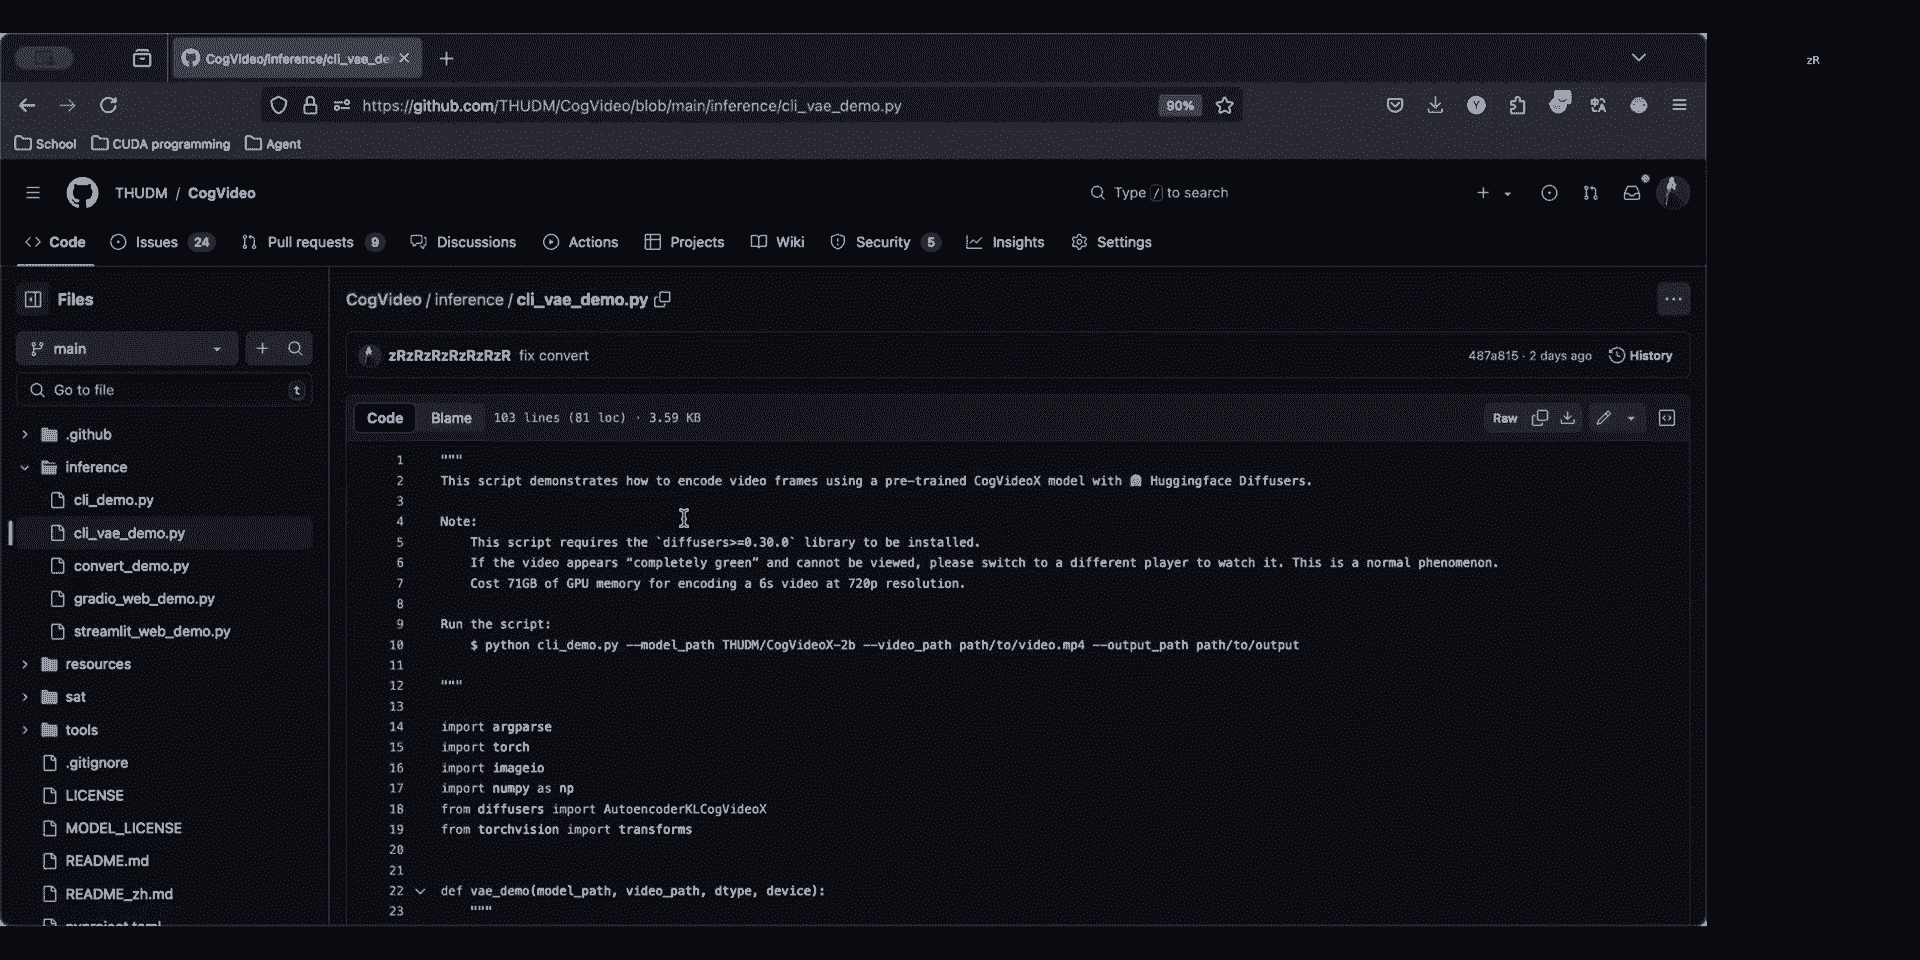 zR
CogVideo/inference/cli_vae_de
https://github.com/THUDM/CogVideo/blob/main/inference/cli_vae_demo.py
90%
Y
School
CUDA programming
Agent
THUDM / CogVideo
Type / to search
Code
Issues 24
Pull requests 9
Discussions
Actions
Projects
Wiki
Security 5
Insights
Settings
Files
main
Go to file
t
.github
inference
cli_demo.py
cli_vae_demo.py
convert_demo.py
gradio_web_demo.py
streamlit_web_demo.py
resources
sat
tools
.gitignore
LICENSE
MODEL_LICENSE
README.md
README_zh.md
CogVideo / inference / cli_vae_demo.py
zRzRzRzRzRzRzR fix convert
487a815 · 2 days ago
History
Code
Blame
103 lines (81 loc) · 3.59 KB
Raw
1 """
2 This script demonstrates how to encode video frames using a pre-trained CogVideoX model with 🤗 Huggingface Diffusers.
3
4 Note:
5 This script requires the `diffusers>=0.30.0` library to be installed.
6 If the video appears “completely green” and cannot be viewed, please switch to a different player to watch it. This is a normal phenomenon.
7 Cost 71GB of GPU memory for encoding a 6s video at 720p resolution.
8
9 Run the script:
10 $ python cli_demo.py --model_path THUDM/CogVideoX-2b --video_path path/to/video.mp4 --output_path path/to/output
11
12 """
13
14 import argparse
15 import torch
16 import imageio
17 import numpy as np
18 from diffusers import AutoencoderKLCogVideoX
19 from torchvision import transforms
20
21
22 def vae_demo(model_path, video_path, dtype, device):
23 """